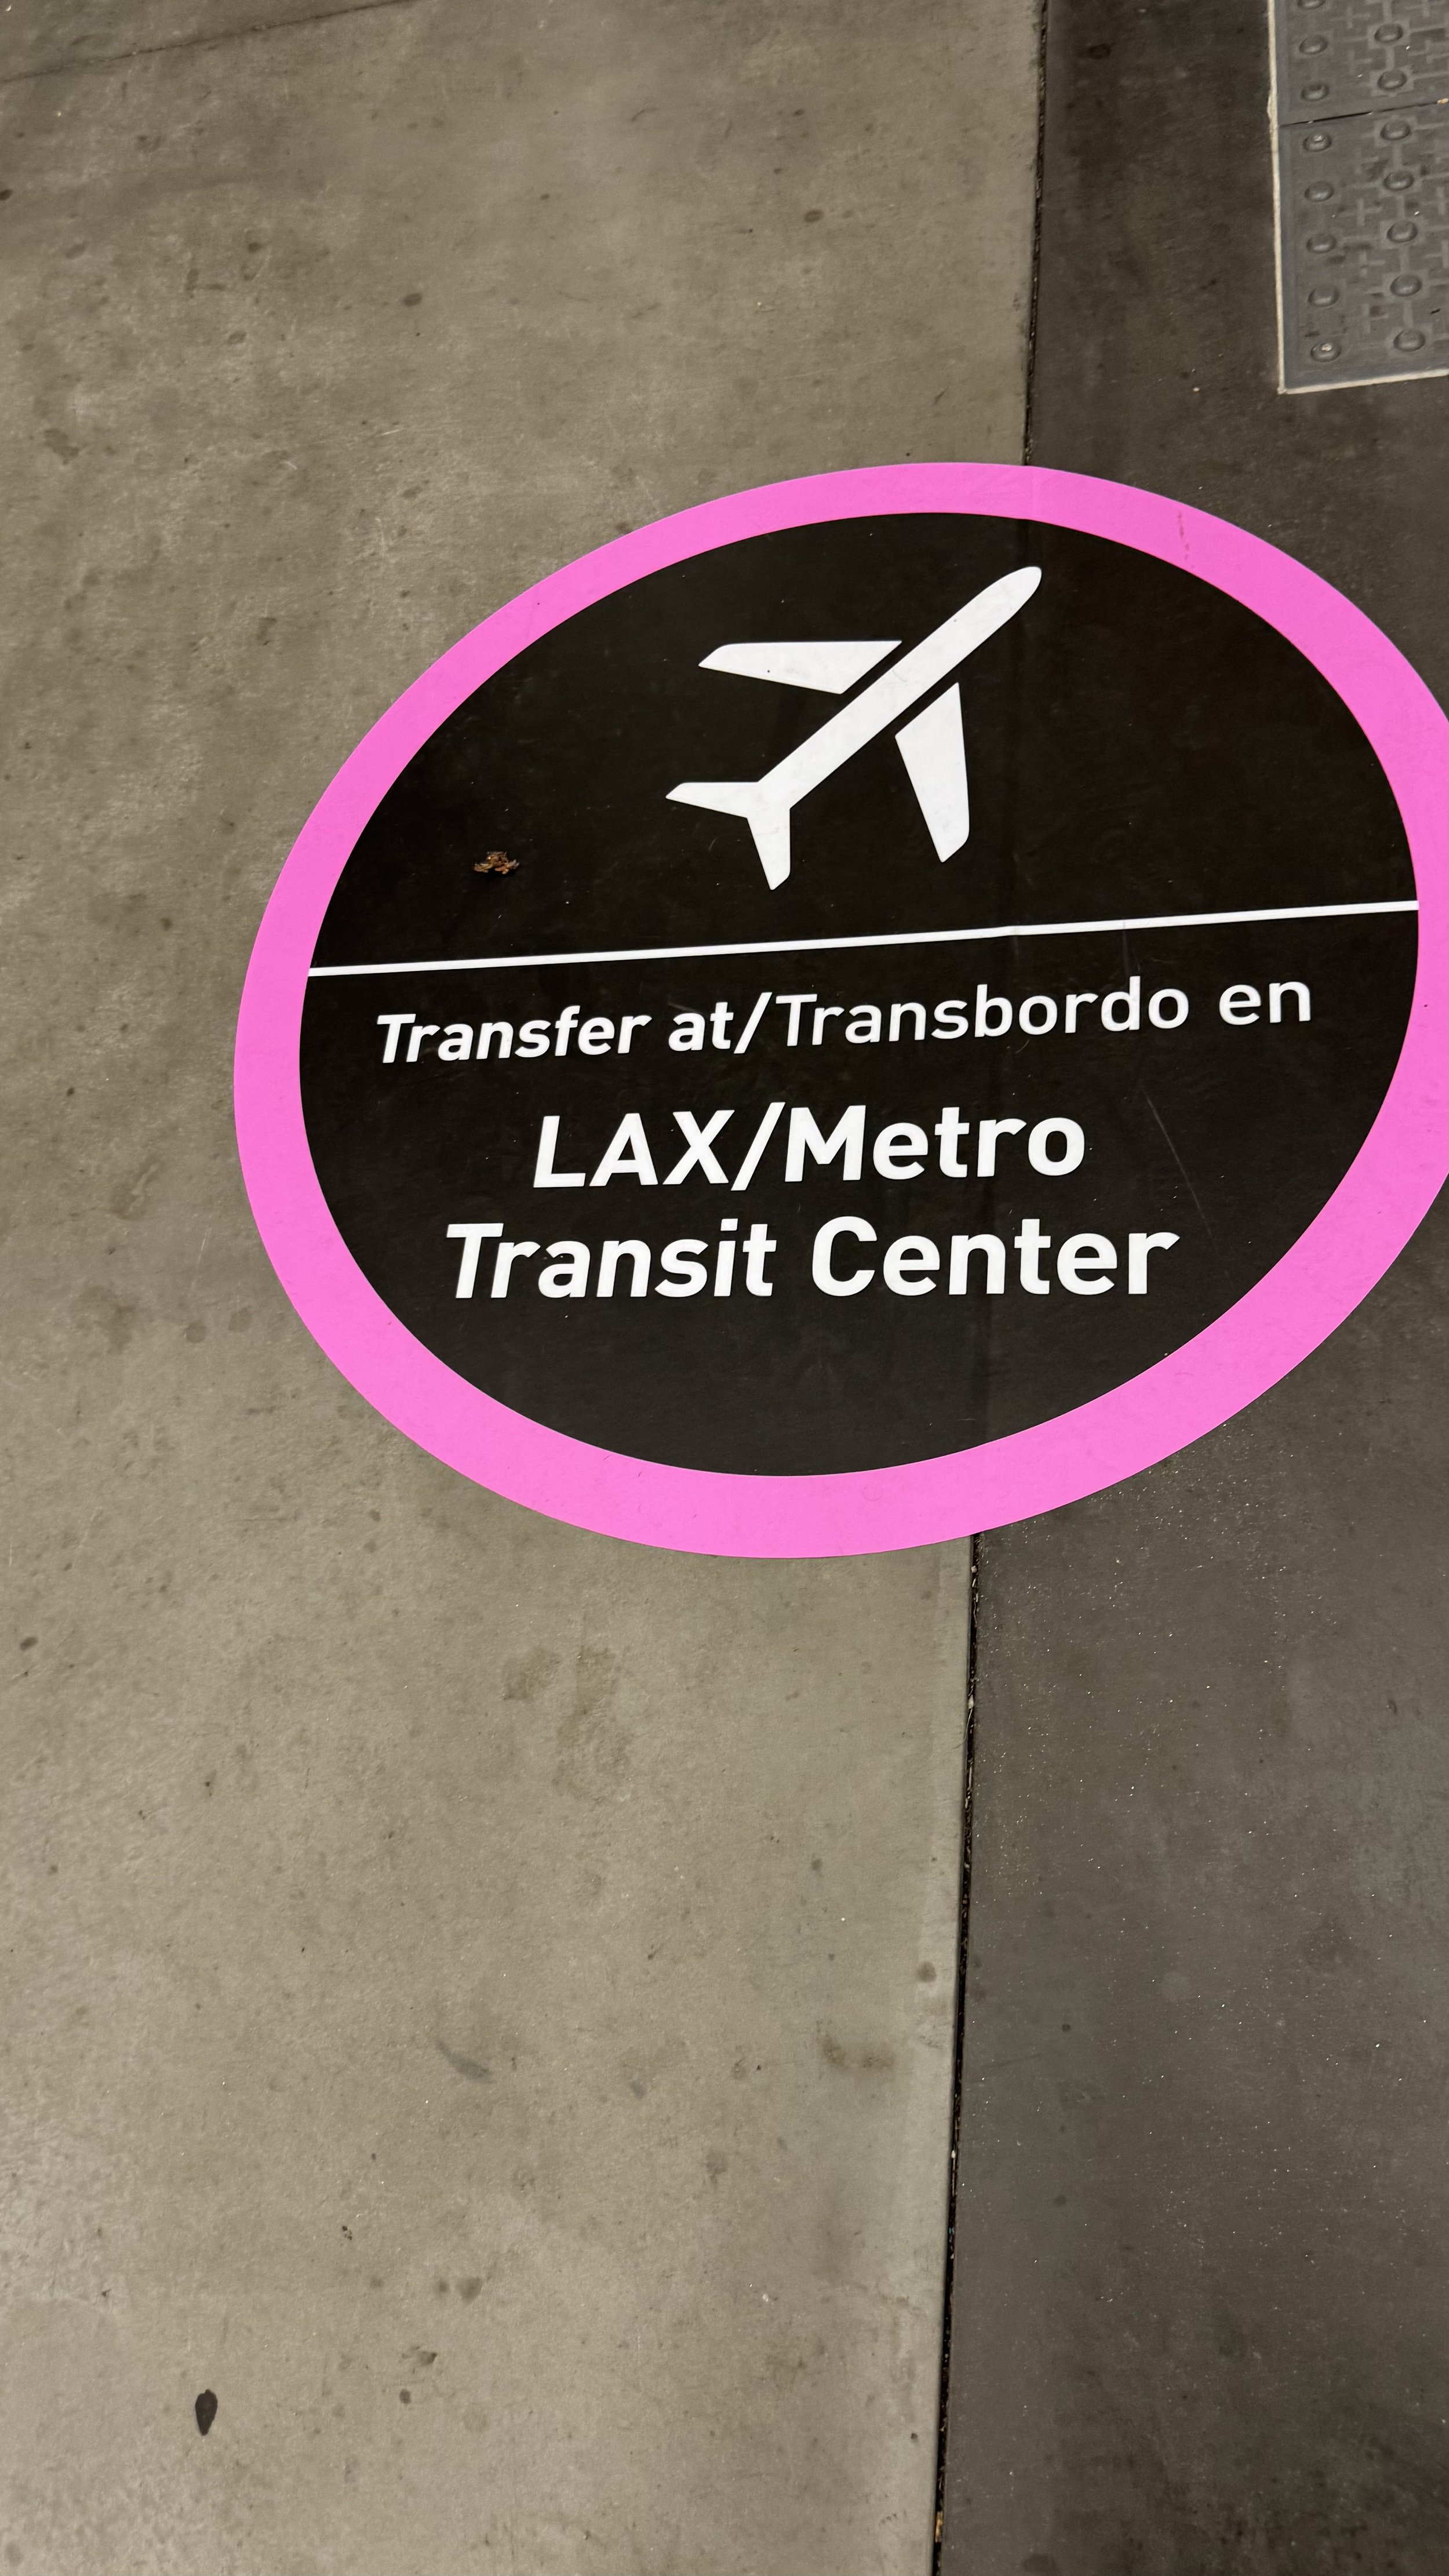 Transfer at/Transbordo en
LAX/Metro
Transit Center